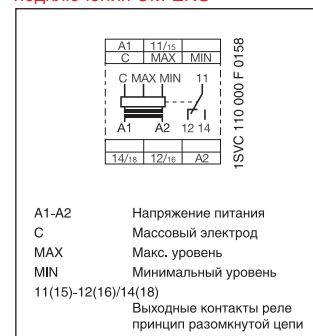 A1 11/15
C MAX MIN
C MAX MIN 11
A1 A2 12 14
14/18 12/16 A2
1SVC 110 000 F 0158
A1-A2 Напряжение питания
C Массовый электрод
MAX Макс. уровень
MIN Минимальный уровень
11(15)-12(16)/14(18)
Выходные контакты реле
принцип разомкнутой цепи